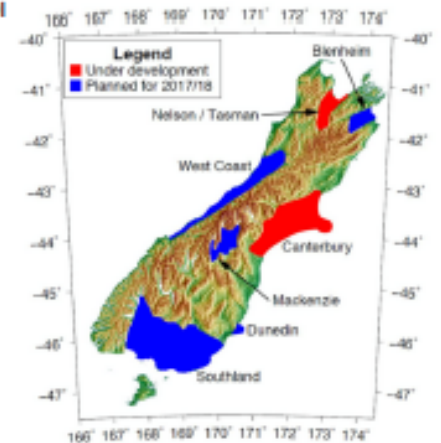 166° 167° 168° 169° 170° 171° 172° 173° 174°
-40° -40°
Legend
Under development
Planned for 2017/18
Blenheim
-41° -41°
Nelson / Tasman
-42° -42°
West Coast
-43° -43°
Canterbury
-44° -44°
Mackenzie
-45° -45°
Dunedin
-46° -46°
Southland
-47° -47°
166° 167° 168° 169° 170° 171° 172° 173° 174°